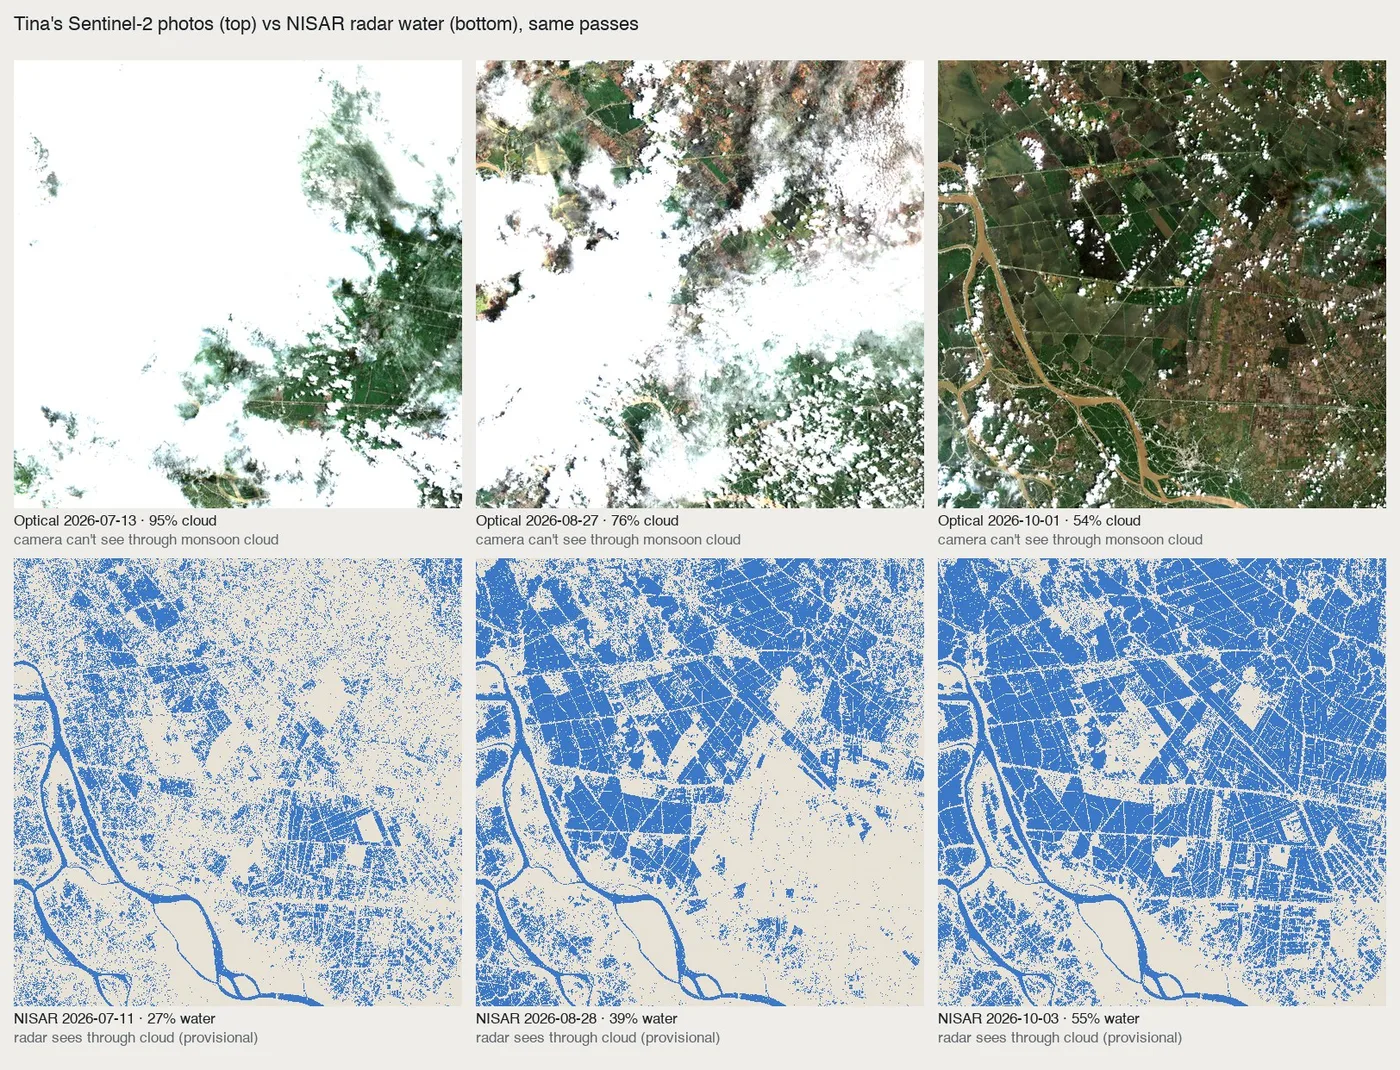 Tina's Sentinel-2 photos (top) vs NISAR radar water (bottom), same passes
Optical 2026-07-13 · 95% cloud
camera can't see through monsoon cloud
Optical 2026-08-27 · 76% cloud
camera can't see through monsoon cloud
Optical 2026-10-01 · 54% cloud
camera can't see through monsoon cloud
NISAR 2026-07-11 · 27% water
radar sees through cloud (provisional)
NISAR 2026-08-28 · 39% water
radar sees through cloud (provisional)
NISAR 2026-10-03 · 55% water
radar sees through cloud (provisional)